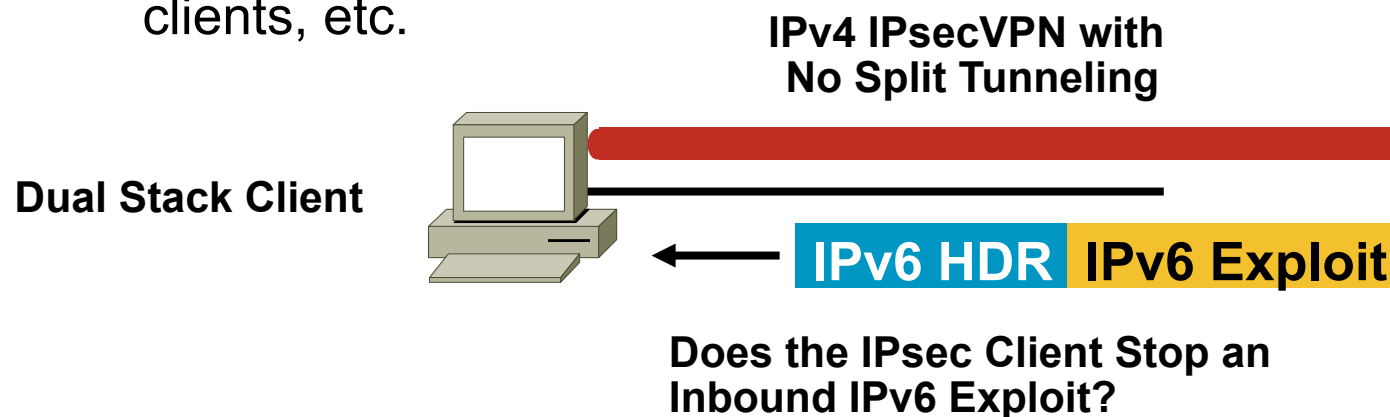 clients, etc.
IPv4 IPsecVPN with
No Split Tunneling
Dual Stack Client
IPv6 HDR IPv6 Exploit
Does the IPsec Client Stop an
Inbound IPv6 Exploit?